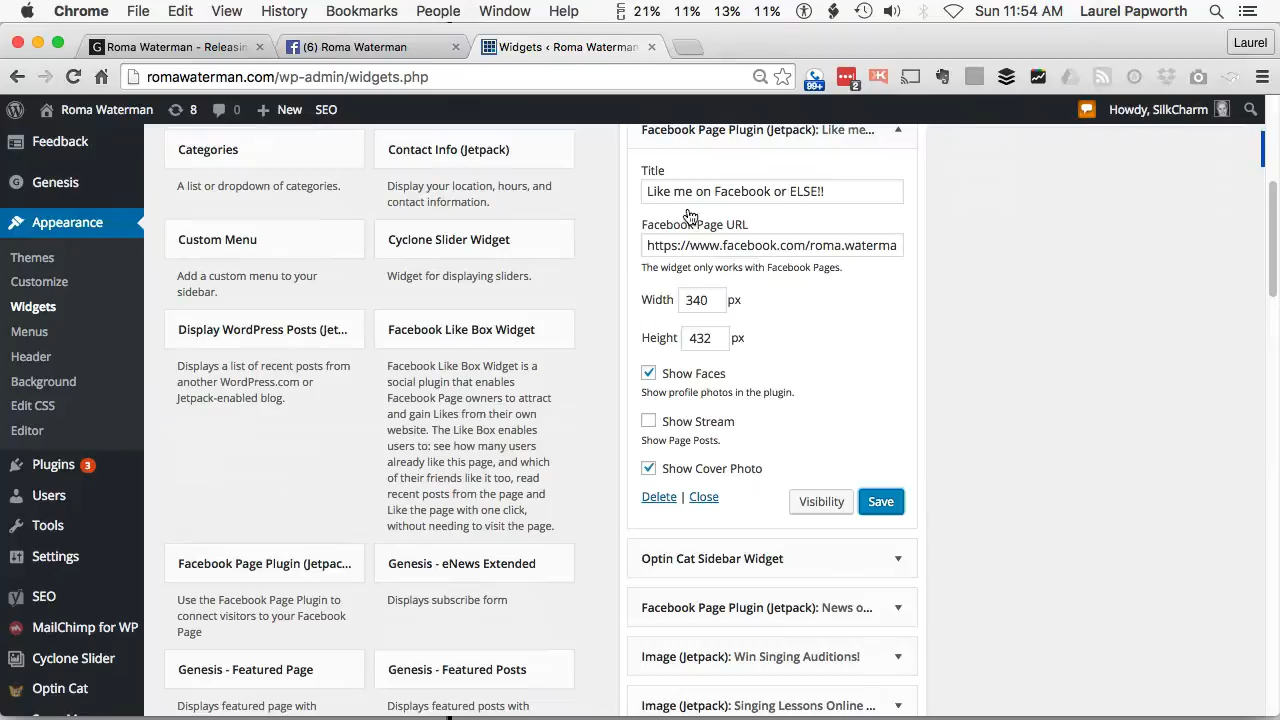 Chrome File Edit View History Bookmarks People Window Help 21% 11% 13% 11% Sun 11:54 AM Laurel Papworth
G Roma Waterman - Releasin
(6) Roma Waterman
Widgets ‹ Roma Waterman
Laurel
romawaterman.com/wp-admin/widgets.php
99+
2
Roma Waterman 8 0 New SEO Howdy, SilkCharm
Feedback
Genesis
Appearance
Themes
Customize
Widgets
Menus
Header
Background
Edit CSS
Editor
Plugins 3
Users
Tools
Settings
SEO
MailChimp for WP
Cyclone Slider
Optin Cat
Categories
A list or dropdown of categories.
Contact Info (Jetpack)
Display your location, hours, and
contact information.
Custom Menu
Add a custom menu to your
sidebar.
Cyclone Slider Widget
Widget for displaying sliders.
Display WordPress Posts (Jet...
Displays a list of recent posts from
another WordPress.com or
Jetpack-enabled blog.
Facebook Like Box Widget
Facebook Like Box Widget is a
social plugin that enables
Facebook Page owners to attract
and gain Likes from their own
website. The Like Box enables
users to: see how many users
already like this page, and which
of their friends like it too, read
recent posts from the page and
Like the page with one click,
without needing to visit the page.
Facebook Page Plugin (Jetpac...
Use the Facebook Page Plugin to
connect visitors to your Facebook
Page
Genesis - eNews Extended
Displays subscribe form
Genesis - Featured Page
Displays featured page with
Genesis - Featured Posts
Displays featured posts with
Facebook Page Plugin (Jetpack): Like me...
Title
Like me on Facebook or ELSE!!
Facebook Page URL
https://www.facebook.com/roma.waterma
The widget only works with Facebook Pages.
Width 340 px
Height 432 px
Show Faces
Show profile photos in the plugin.
Show Stream
Show Page Posts.
Show Cover Photo
Delete | Close Visibility Save
Optin Cat Sidebar Widget
Facebook Page Plugin (Jetpack): News o...
Image (Jetpack): Win Singing Auditions!
Image (Jetpack): Singing Lessons Online ...